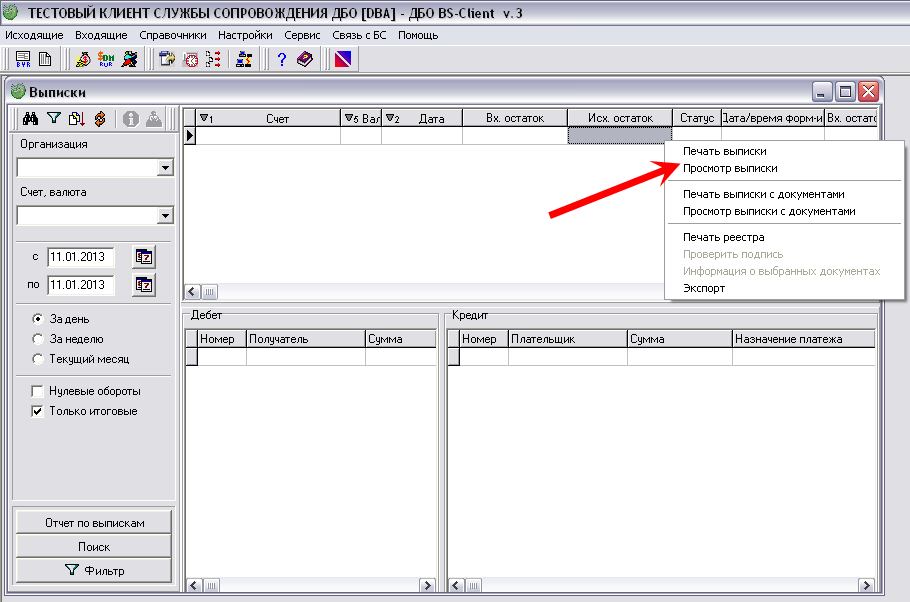 ТЕСТОВЫЙ КЛИЕНТ СЛУЖБЫ СОПРОВОЖДЕНИЯ ДБО [DBA] - ДБО BS-Client v. 3
Исходящие Входящие Справочники Настройки Сервис Связь с БС Помощь
Выписки
Организация
Счет, валюта
с 11.01.2013
по 11.01.2013
За день
За неделю
Текущий месяц
Нулевые обороты
Только итоговые
Отчет по выпискам
Поиск
Фильтр
1 Счет 5 Вал 2 Дата Вх. остаток Исх. остаток Статус Дата/время форм-и Вх. остато
Печать выписки
Просмотр выписки
Печать выписки с документами
Просмотр выписки с документами
Печать реестра
Проверить подпись
Информация о выбранных документах
Экспорт
Дебет
Номер Получатель Сумма
Кредит
Номер Плательщик Сумма Назначение платежа